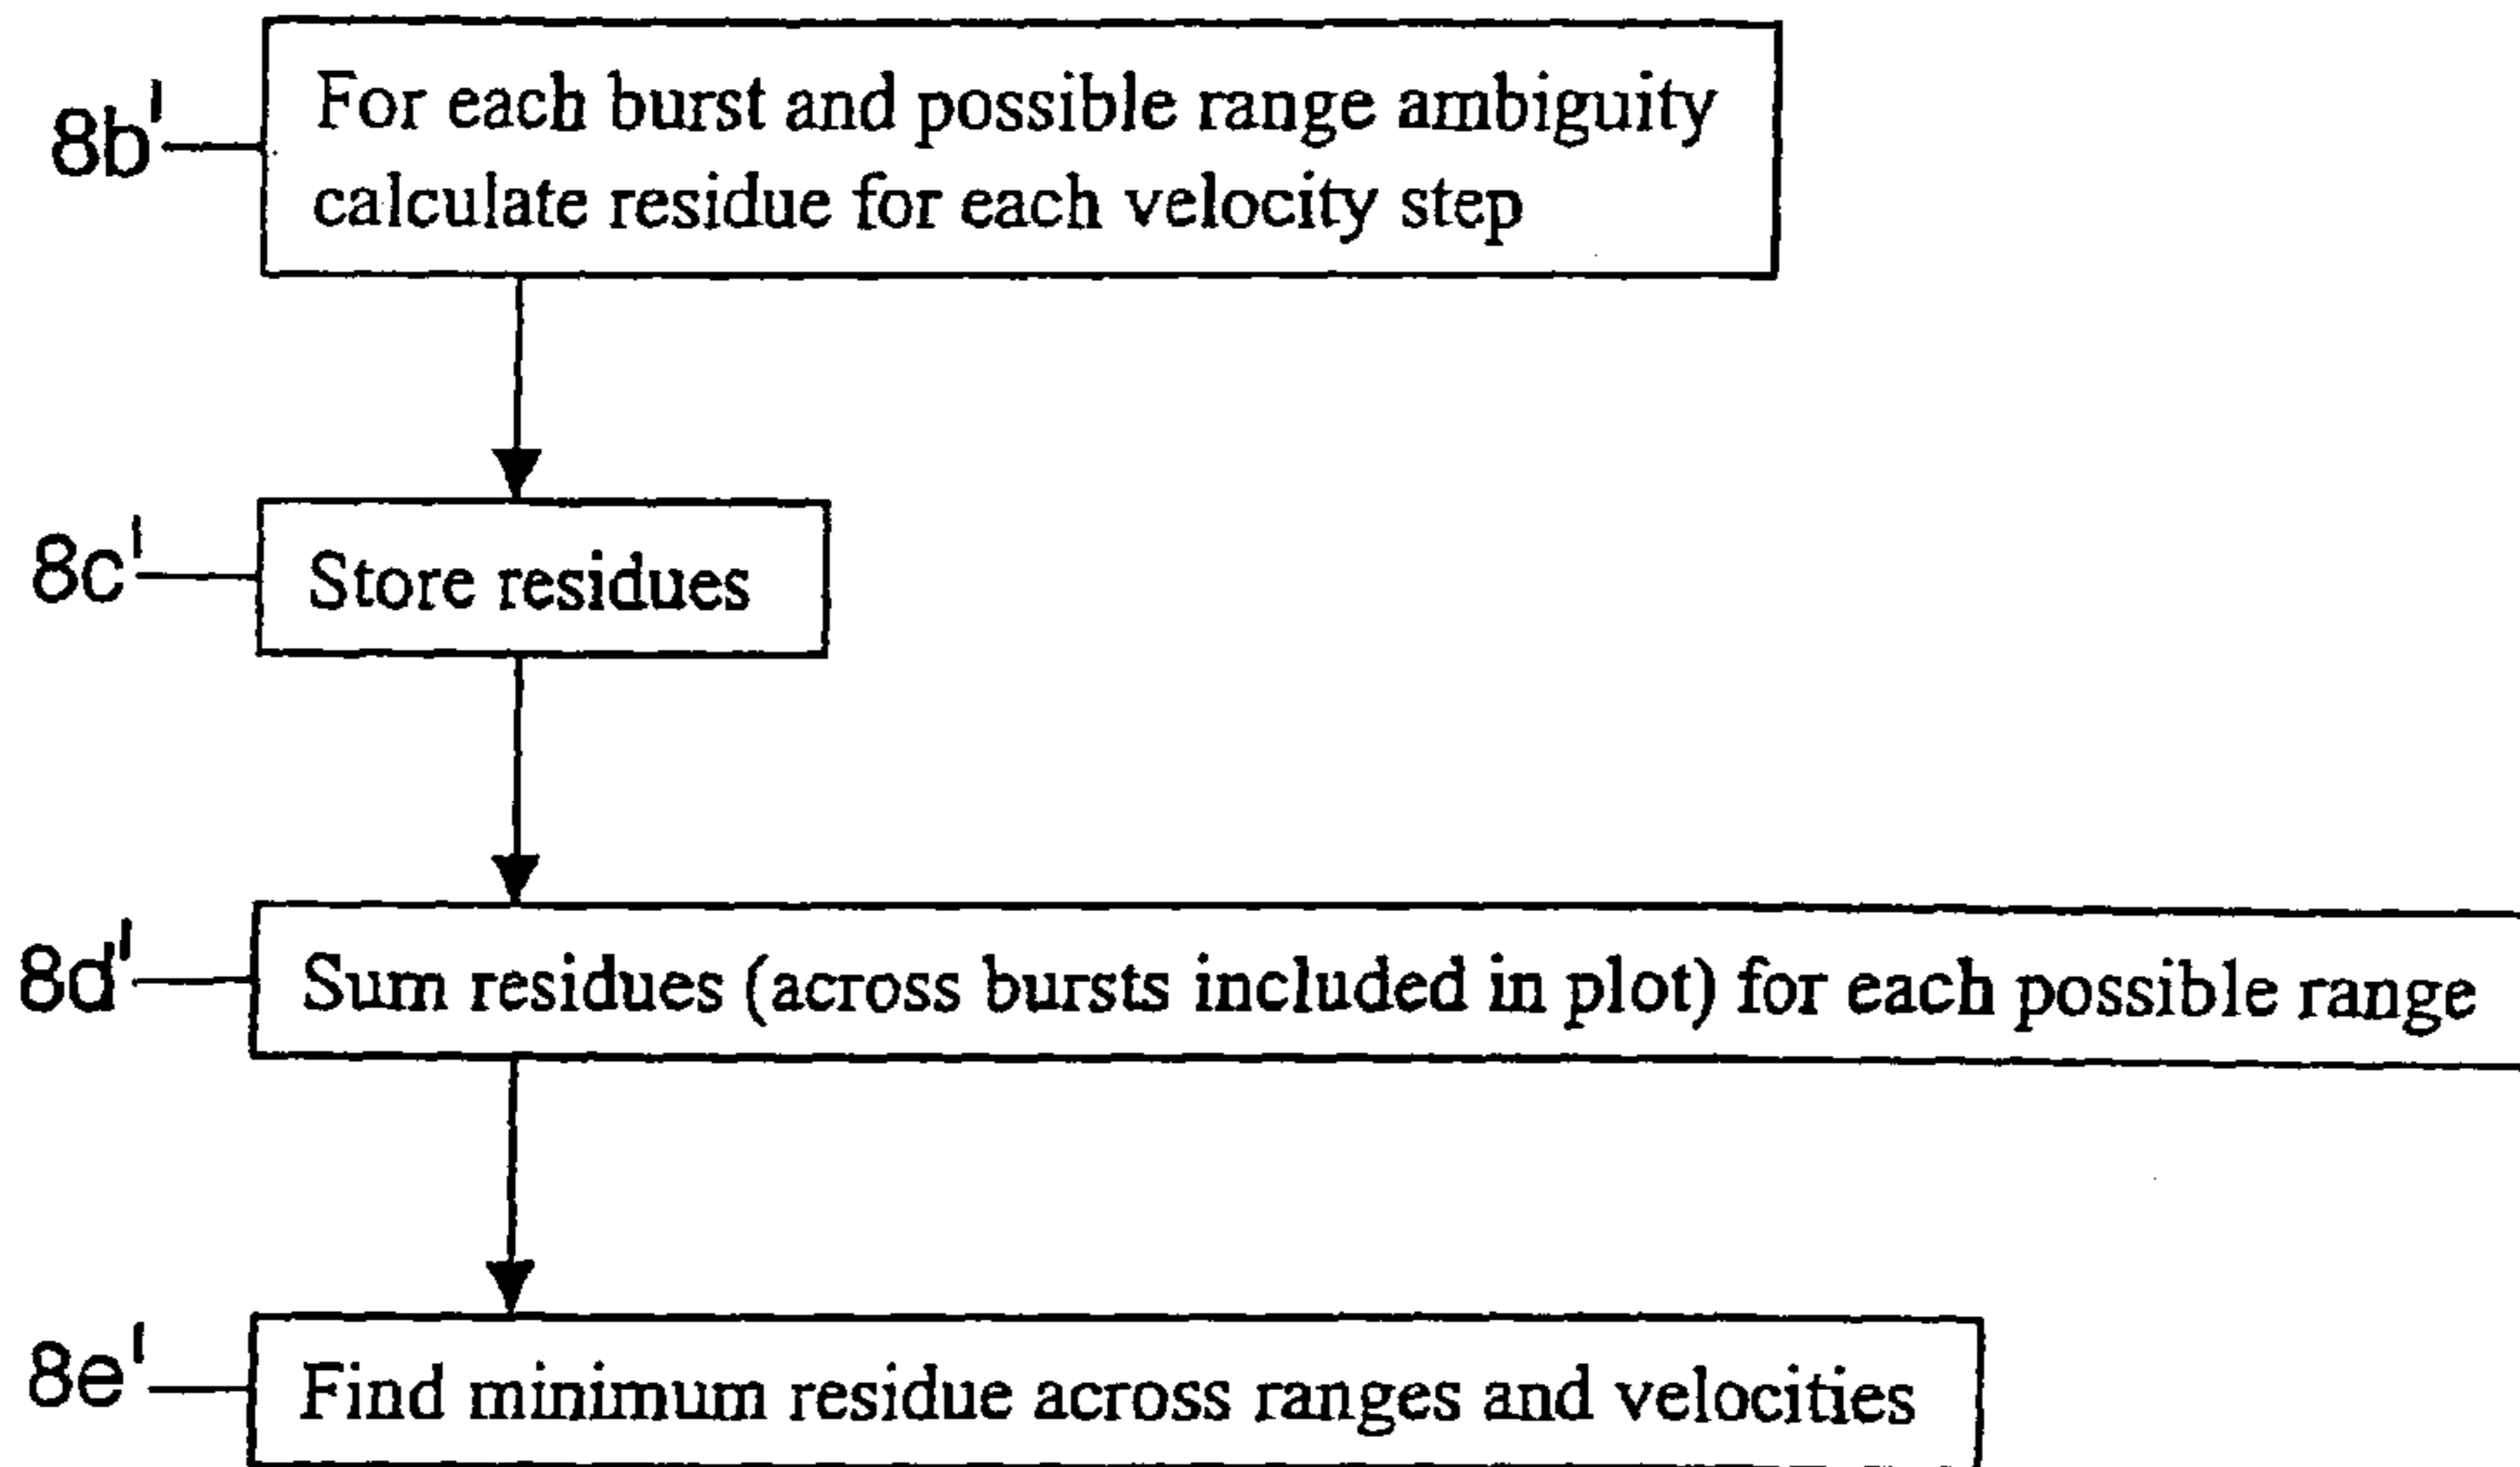 8b'
For each burst and possible range ambiguity
calculate residue for each velocity step
8c'
Store residues
8d'
Sum residues (across bursts included in plot) for each possible range
8e'
Find minimum residue across ranges and velocities